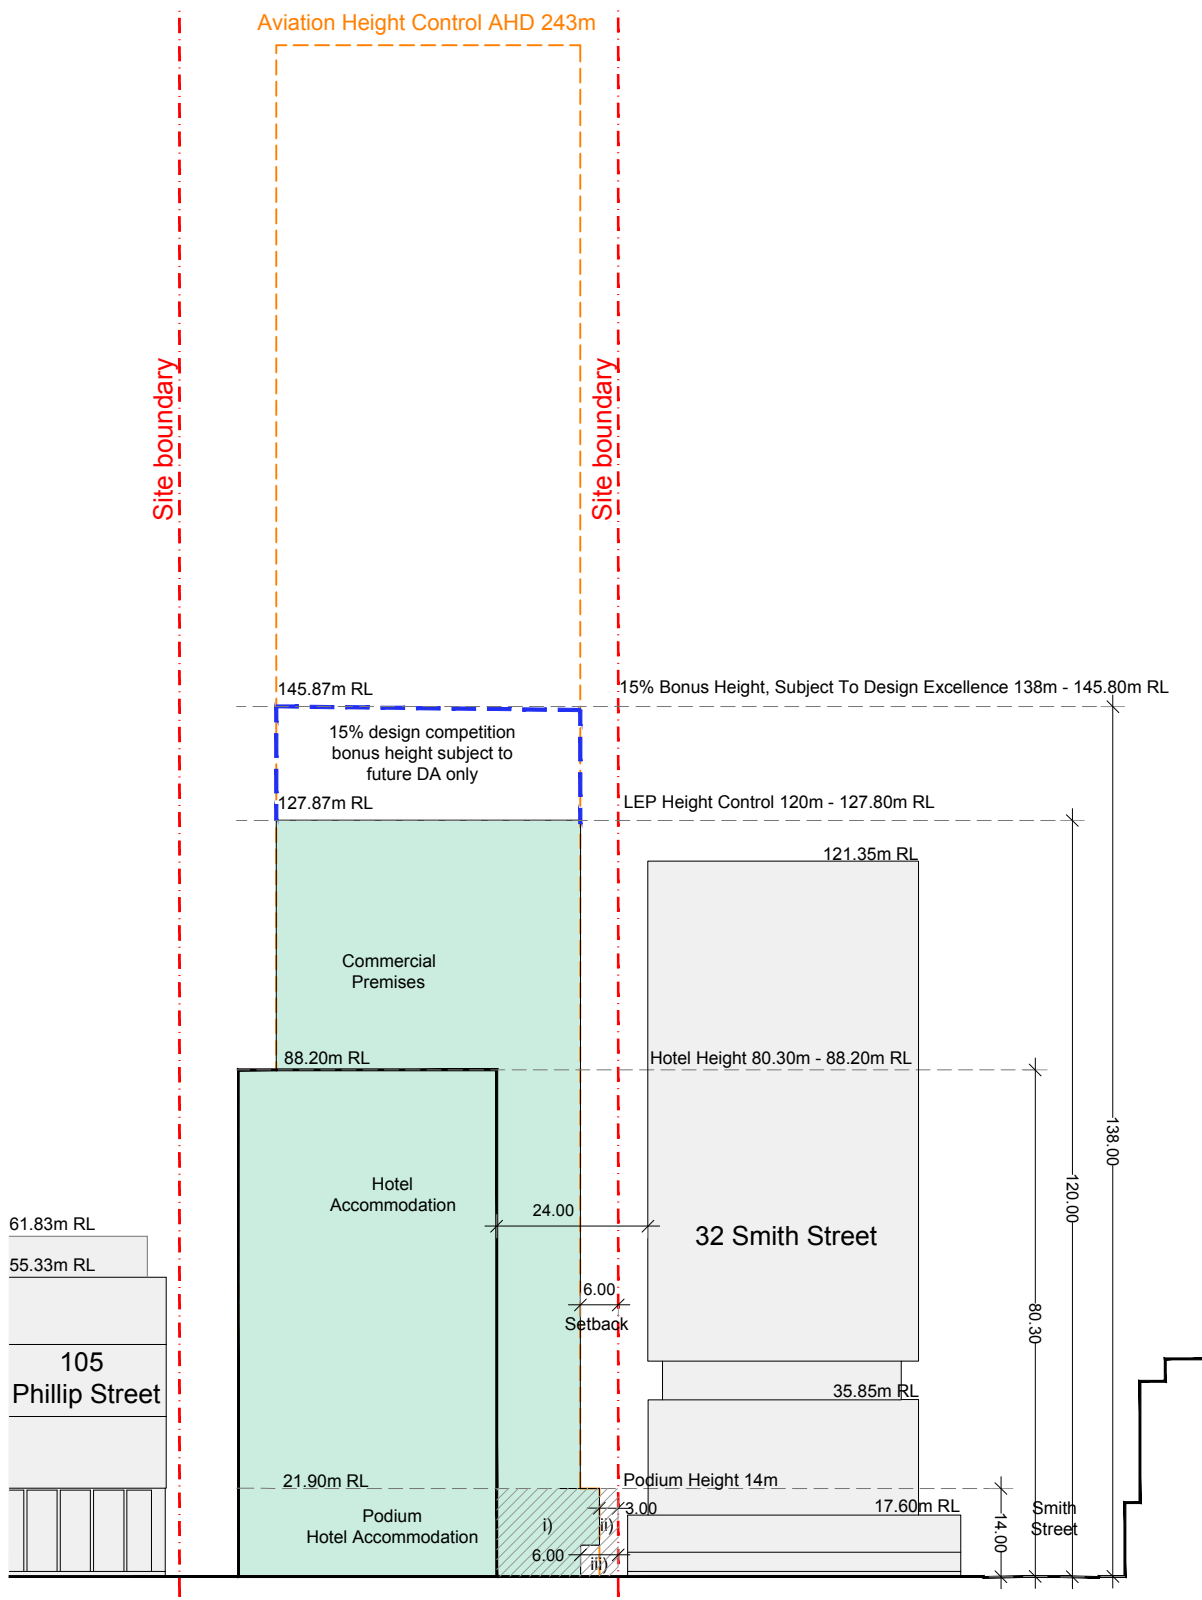 Aviation Height Control AHD 243m
Site boundary
Site boundary
145.87m RL
15% Bonus Height, Subject To Design Excellence 138m - 145.80m RL
15% design competition
bonus height subject to
future DA only
127.87m RL
LEP Height Control 120m - 127.80m RL
121.35m RL
Commercial
Premises
88.20m RL
Hotel Height 80.30m - 88.20m RL
138.00
120.00
Hotel
Accommodation
24.00
32 Smith Street
61.83m RL
55.33m RL
6.00
Setback
80.30
105
Phillip Street
35.85m RL
21.90m RL
Podium Height 14m
3.00
17.60m RL
Smith
Street
14.00
Podium
Hotel Accommodation
i)
ii)
6.00
iii)